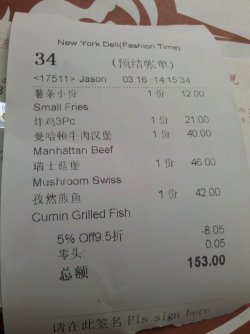 New York Deli(Fashion Time)
34 (预结账单)
<17511> Jason 03.16 14:15:34
薯条小份 1 份 12.00
Small Fries
炸鸡3Pc 1 份 21.00
曼哈顿牛肉汉堡 1 份 40.00
Manhattan Beef
瑞士菇堡 1 份 46.00
Mushroom Swiss
孜然煎鱼 1 份 42.00
Cumin Grilled Fish
5% Off9.5折 -8.05
零头: 0.05
总额 153.00
请在此签名 Pls sign here